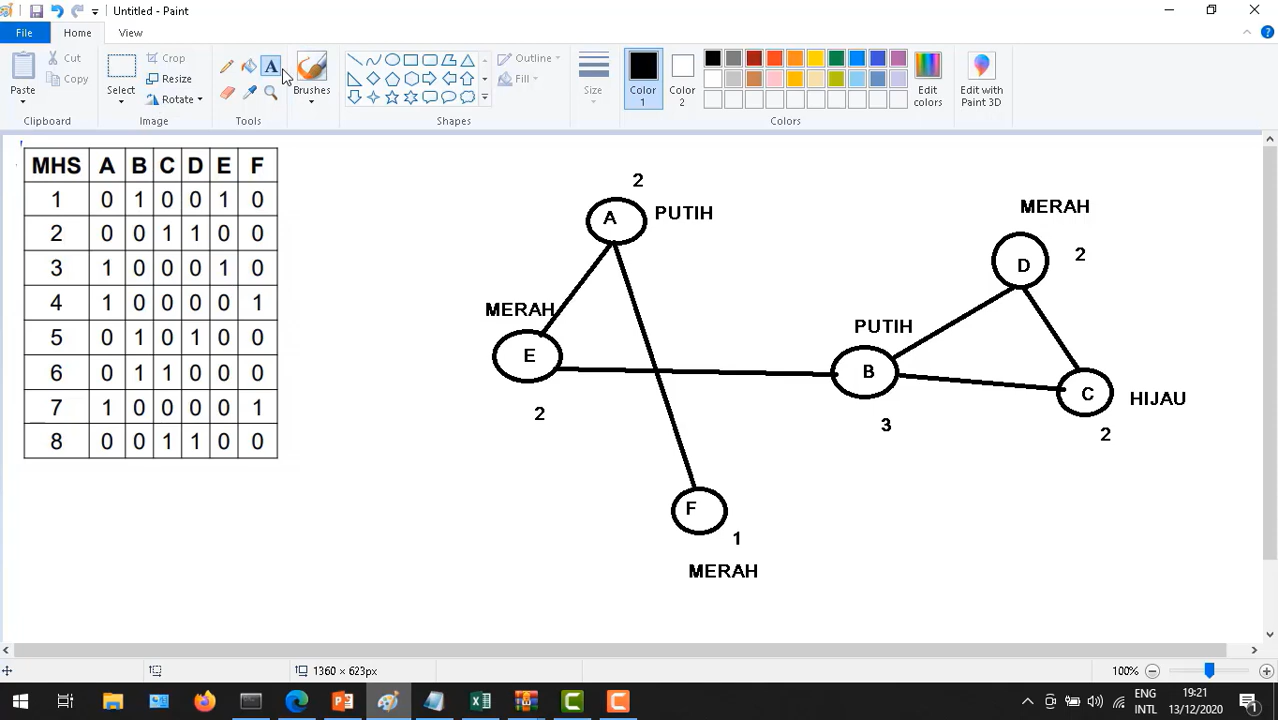 Untitled - Paint
File Home View
Paste
Cut
Copy
Clipboard
Select
Crop
Resize
Rotate
Image
A
Tools
Brushes
Outline
Fill
Shapes
Size
Color 1
Color 2
Edit colors
Colors
Edit with Paint 3D
MHS A B C D E F
1 0 1 0 0 1 0
2 0 0 1 1 0 0
3 1 0 0 0 1 0
4 1 0 0 0 0 1
5 0 1 0 1 0 0
6 0 1 1 0 0 0
7 1 0 0 0 0 1
8 0 0 1 1 0 0
2
A PUTIH
MERAH
D 2
MERAH
E
2
PUTIH
B
3
C HIJAU
2
F
1
MERAH
1360 × 623px
100%
ENG
INTL
19:21
13/12/2020
1